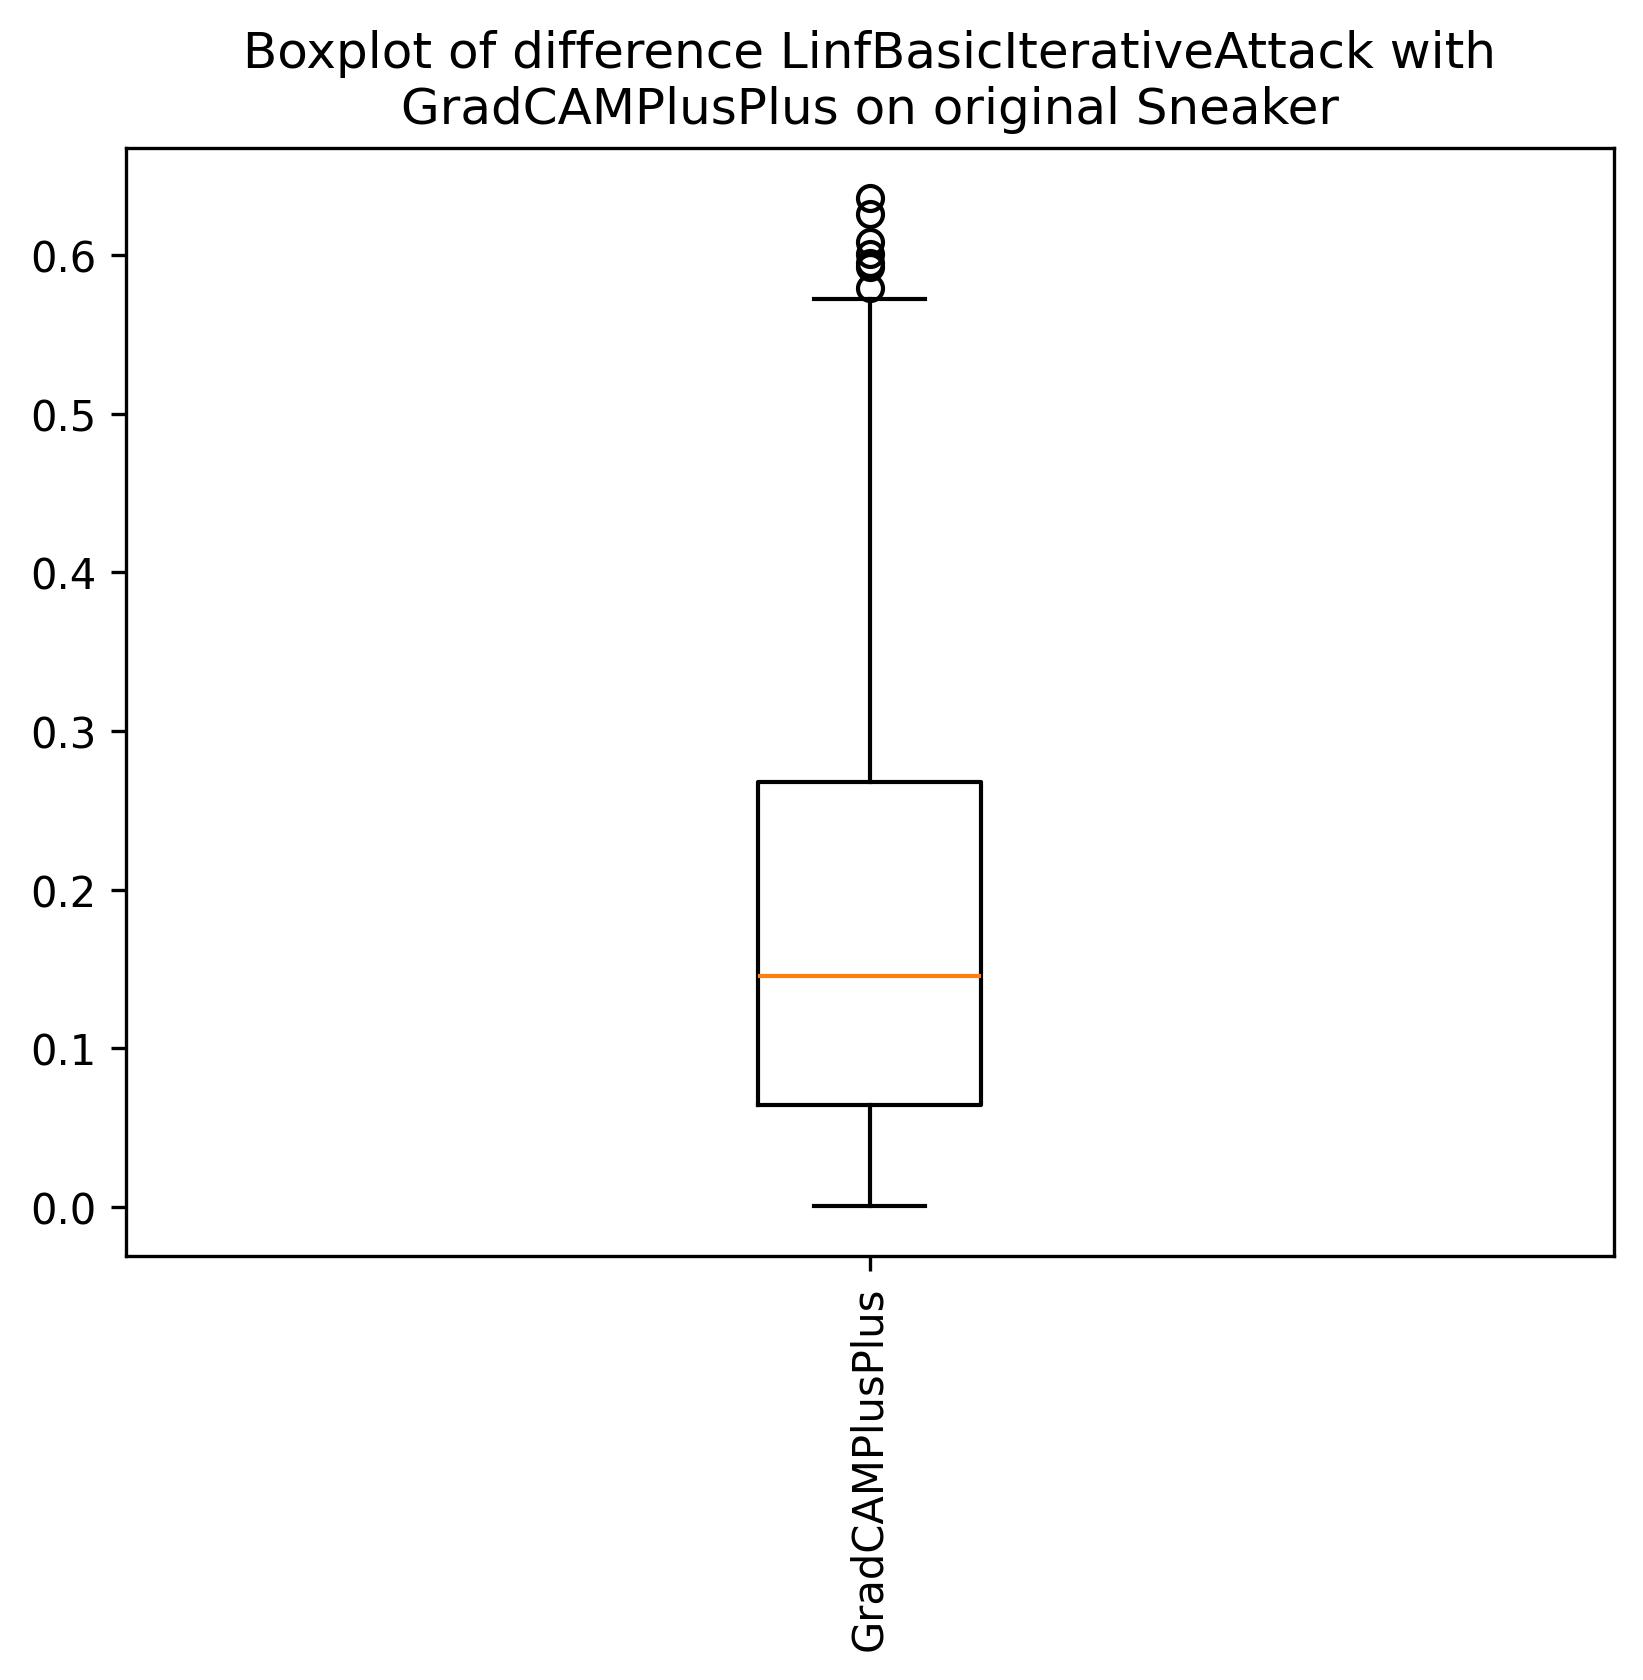 Boxplot of difference LinfBasicIterativeAttack with
GradCAMPlusPlus on original Sneaker
0.6
0.5
0.4
0.3
0.2
0.1
0.0
GradCAMPlusPlus